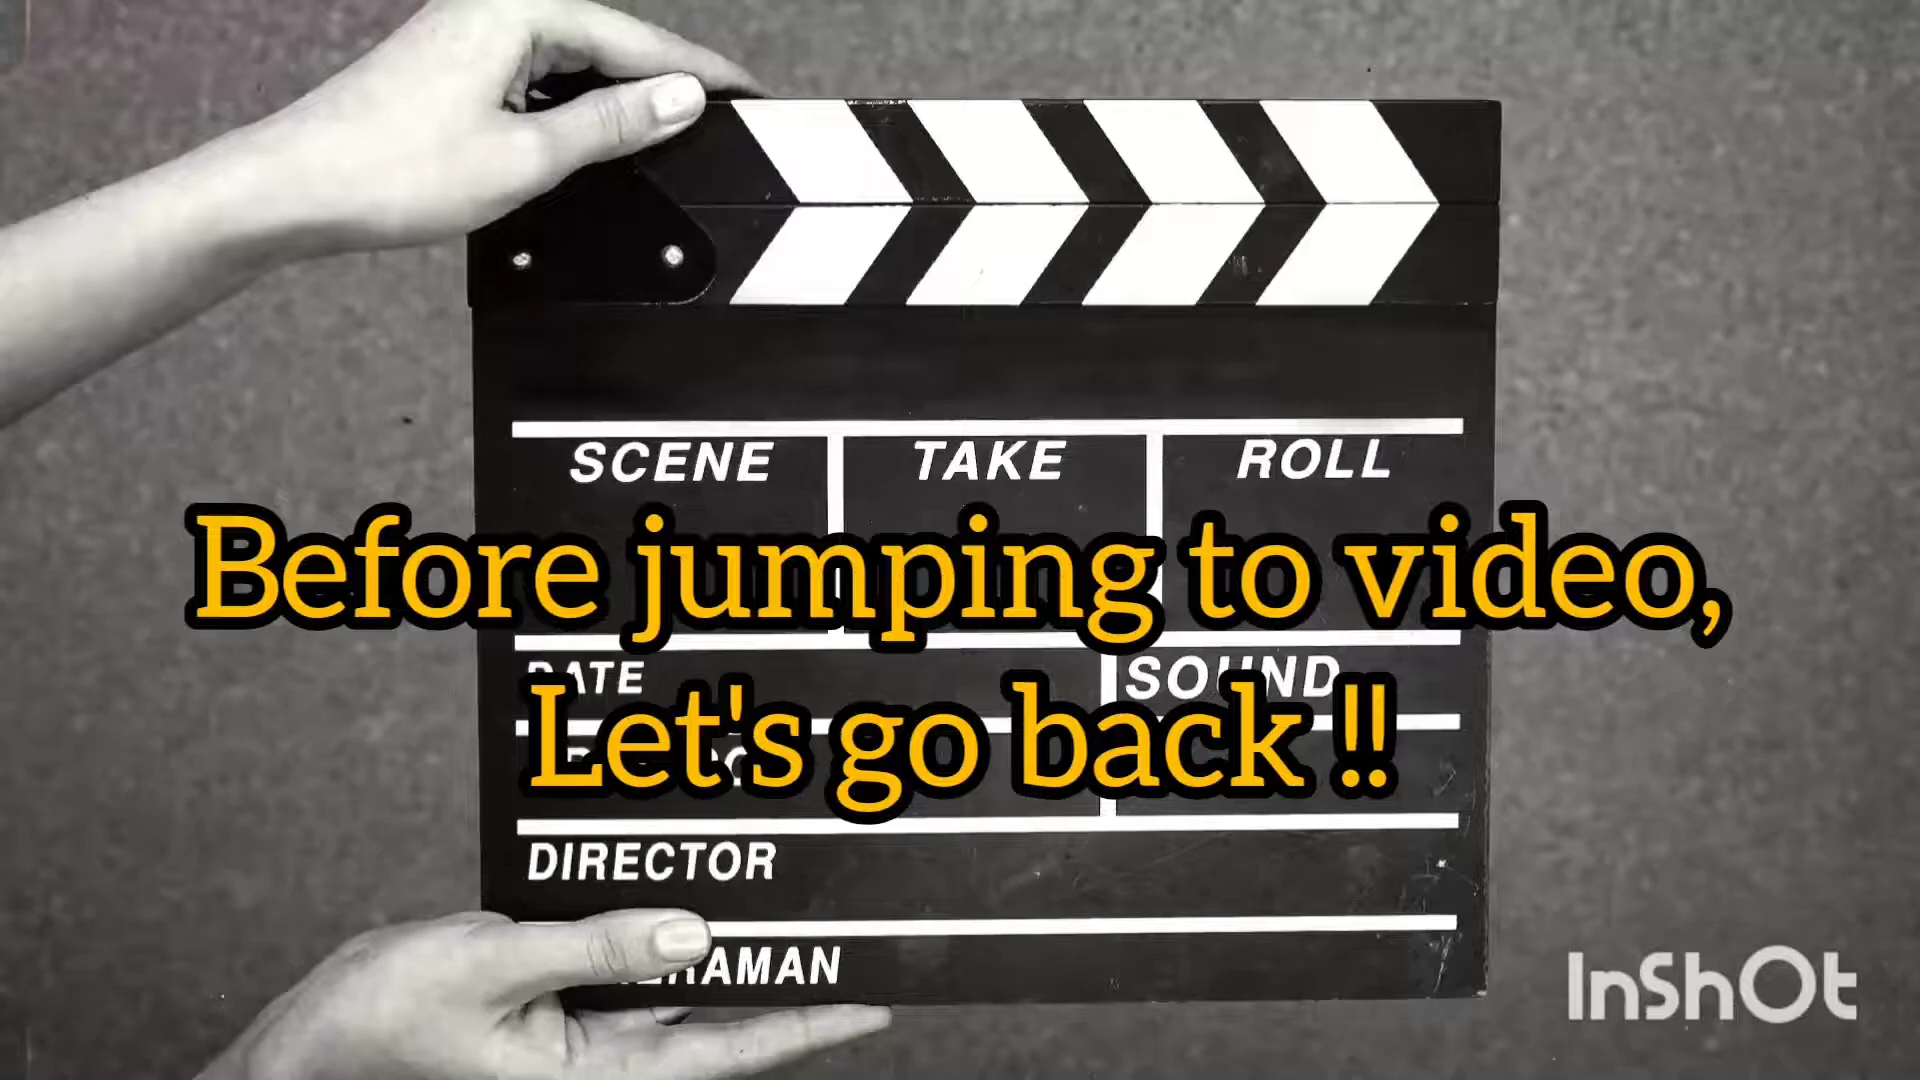 SCENE TAKE ROLL
Before jumping to video,
SOUND
Let's go back !!
DIRECTOR
InShOt